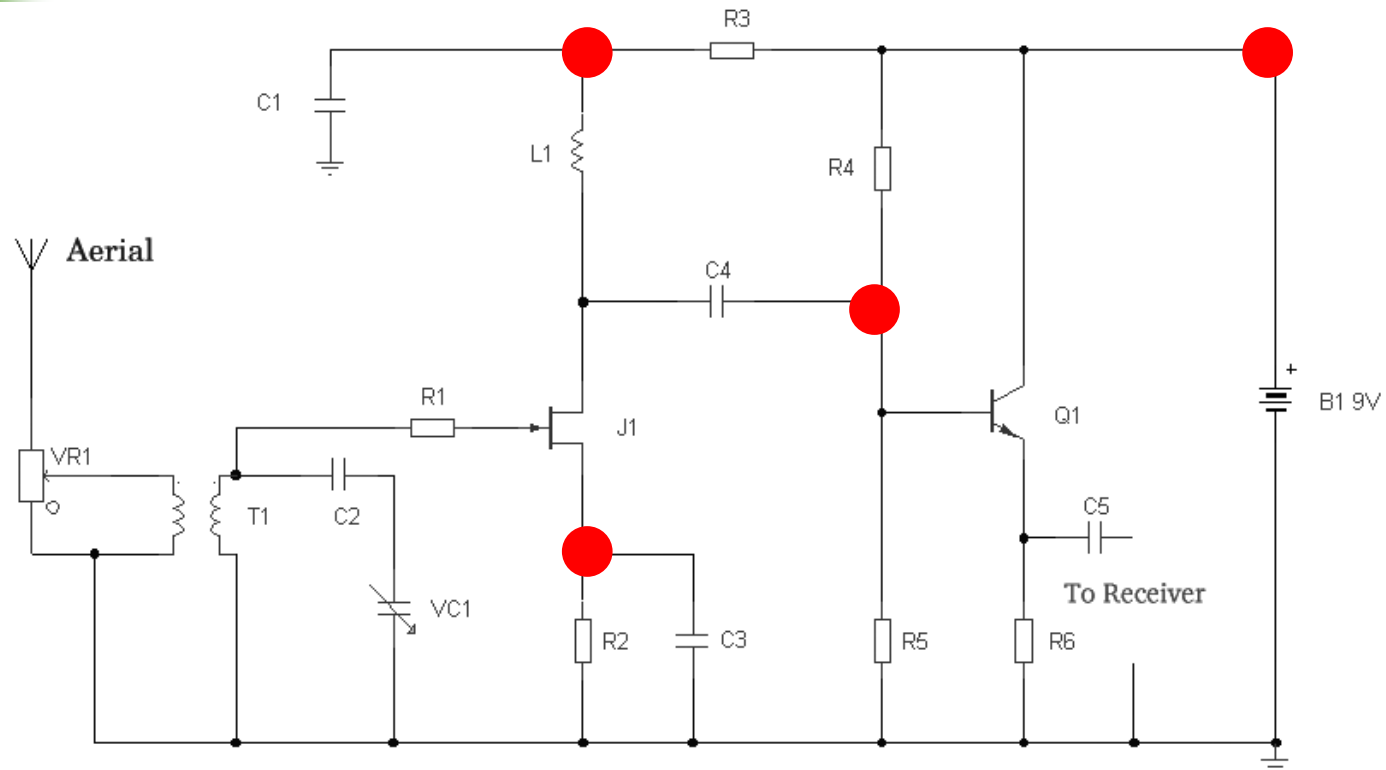 R3
C1
L1
R4
Aerial
C4
R1
J1
Q1
+
B1 9V
VR1
T1
C2
C5
VC1
To Receiver
R2
C3
R5
R6